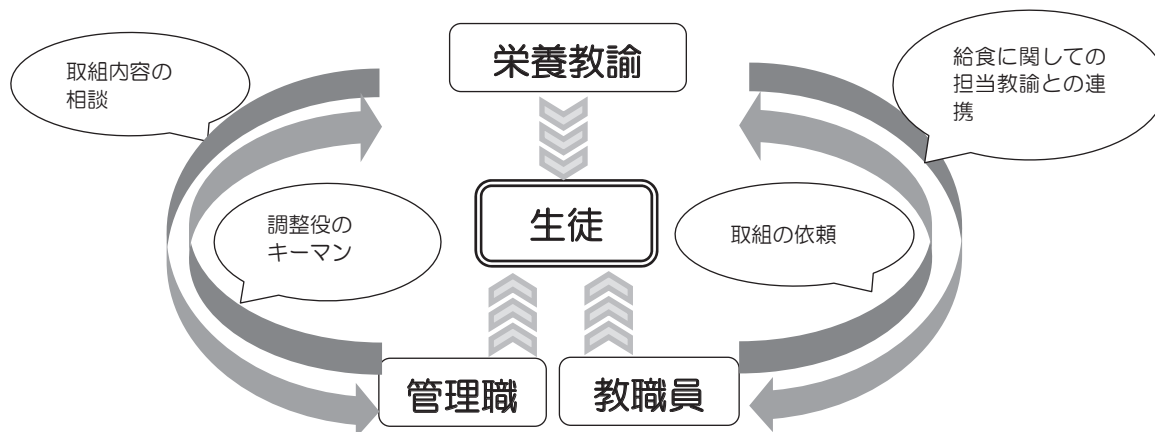 栄養教諭
取組内容の
相談
給食に関しての
担当教諭との連
携
生徒
調整役の
キーマン
取組の依頼
管理職
教職員